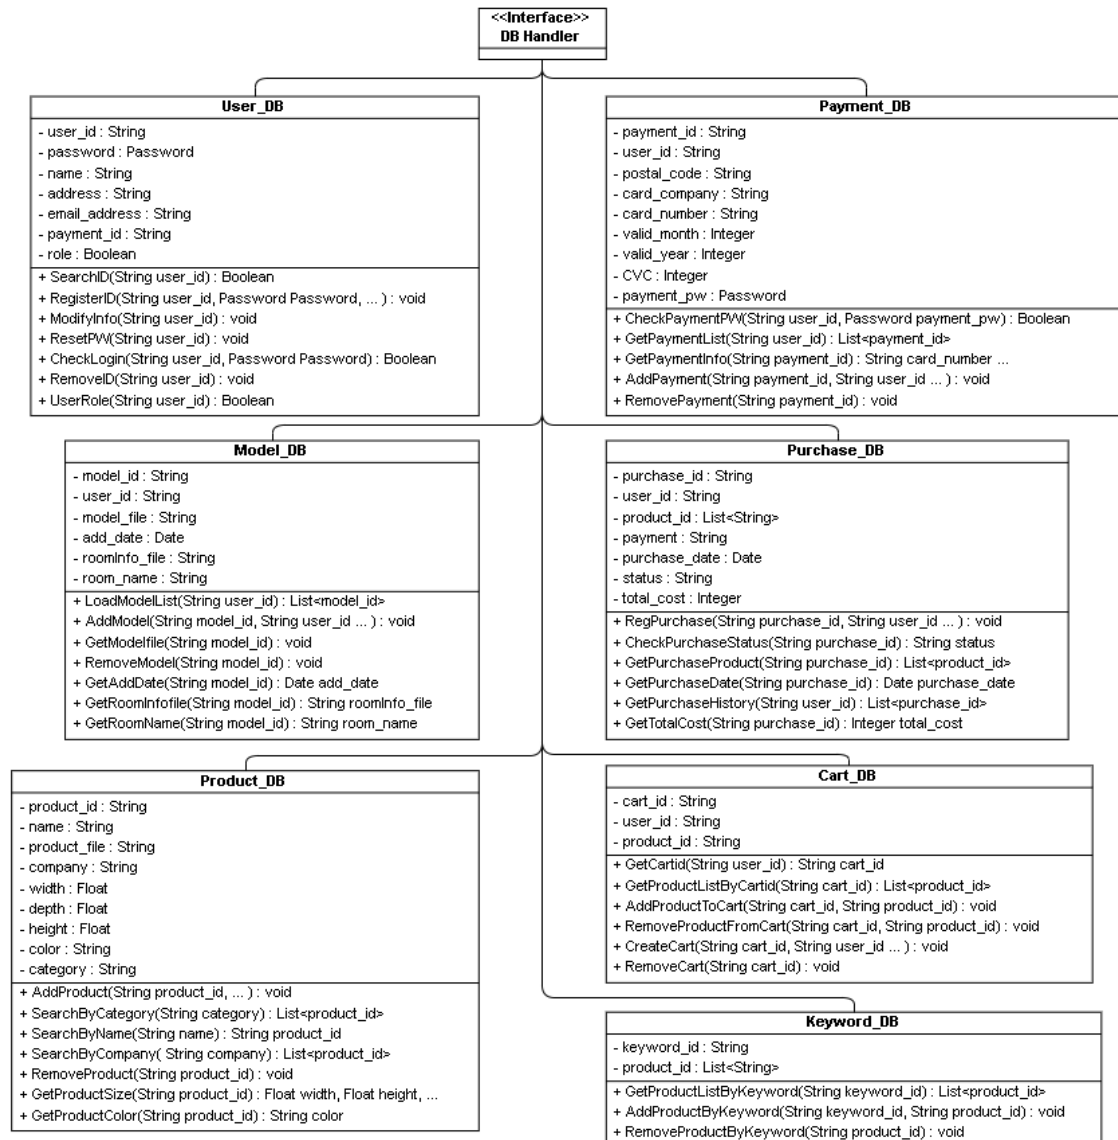 <<Interface>>
DB Handler
User_DB
- user_id : String
- password : Password
- name : String
- address : String
- email_address : String
- payment_id : String
- role : Boolean
+ SearchID(String user_id) : Boolean
+ RegisterID(String user_id, Password Password, ... ) : void
+ ModifyInfo(String user_id) : void
+ ResetPW(String user_id) : void
+ CheckLogin(String user_id, Password Password) : Boolean
+ RemoveID(String user_id) : void
+ UserRole(String user_id) : Boolean
Payment_DB
- payment_id : String
- user_id : String
- postal_code : String
- card_company : String
- card_number : String
- valid_month : Integer
- valid_year : Integer
- CVC : Integer
- payment_pw : Password
+ CheckPaymentPW(String user_id, Password payment_pw) : Boolean
+ GetPaymentList(String user_id) : List<payment_id>
+ GetPaymentInfo(String payment_id) : String card_number ...
+ AddPayment(String payment_id, String user_id ... ) : void
+ RemovePayment(String payment_id) : void
Model_DB
- model_id : String
- user_id : String
- model_file : String
- add_date : Date
- roomInfo_file : String
- room_name : String
+ LoadModelList(String user_id) : List<model_id>
+ AddModel(String model_id, String user_id ... ) : void
+ GetModelfile(String model_id) : void
+ RemoveModel(String model_id) : void
+ GetAddDate(String model_id) : Date add_date
+ GetRoomInfofile(String model_id) : String roomInfo_file
+ GetRoomName(String model_id) : String room_name
Purchase_DB
- purchase_id : String
- user_id : String
- product_id : List<String>
- payment : String
- purchase_date : Date
- status : String
- total_cost : Integer
+ RegPurchase(String purchase_id, String user_id ... ) : void
+ CheckPurchaseStatus(String purchase_id) : String status
+ GetPurchaseProduct(String purchase_id) : List<product_id>
+ GetPurchaseDate(String purchase_id) : Date purchase_date
+ GetPurchaseHistory(String user_id) : List<purchase_id>
+ GetTotalCost(String purchase_id) : Integer total_cost
Product_DB
- product_id : String
- name : String
- product_file : String
- company : String
- width : Float
- depth : Float
- height : Float
- color : String
- category : String
+ AddProduct(String product_id, ... ) : void
+ SearchByCategory(String category) : List<product_id>
+ SearchByName(String name) : String product_id
+ SearchByCompany( String company) : List<product_id>
+ RemoveProduct(String product_id) : void
+ GetProductSize(String product_id) : Float width, Float height, ...
+ GetProductColor(String product_id) : String color
Cart_DB
- cart_id : String
- user_id : String
- product_id : String
+ GetCartid(String user_id) : String cart_id
+ GetProductListByCartid(String cart_id) : List<product_id>
+ AddProductToCart(String cart_id, String product_id) : void
+ RemoveProductFromCart(String cart_id, String product_id) : void
+ CreateCart(String cart_id, String user_id ... ) : void
+ RemoveCart(String cart_id) : void
Keyword_DB
- keyword_id : String
- product_id : List<String>
+ GetProductListByKeyword(String keyword_id) : List<product_id>
+ AddProductByKeyword(String keyword_id, String product_id) : void
+ RemoveProductByKeyword(String product_id) : void